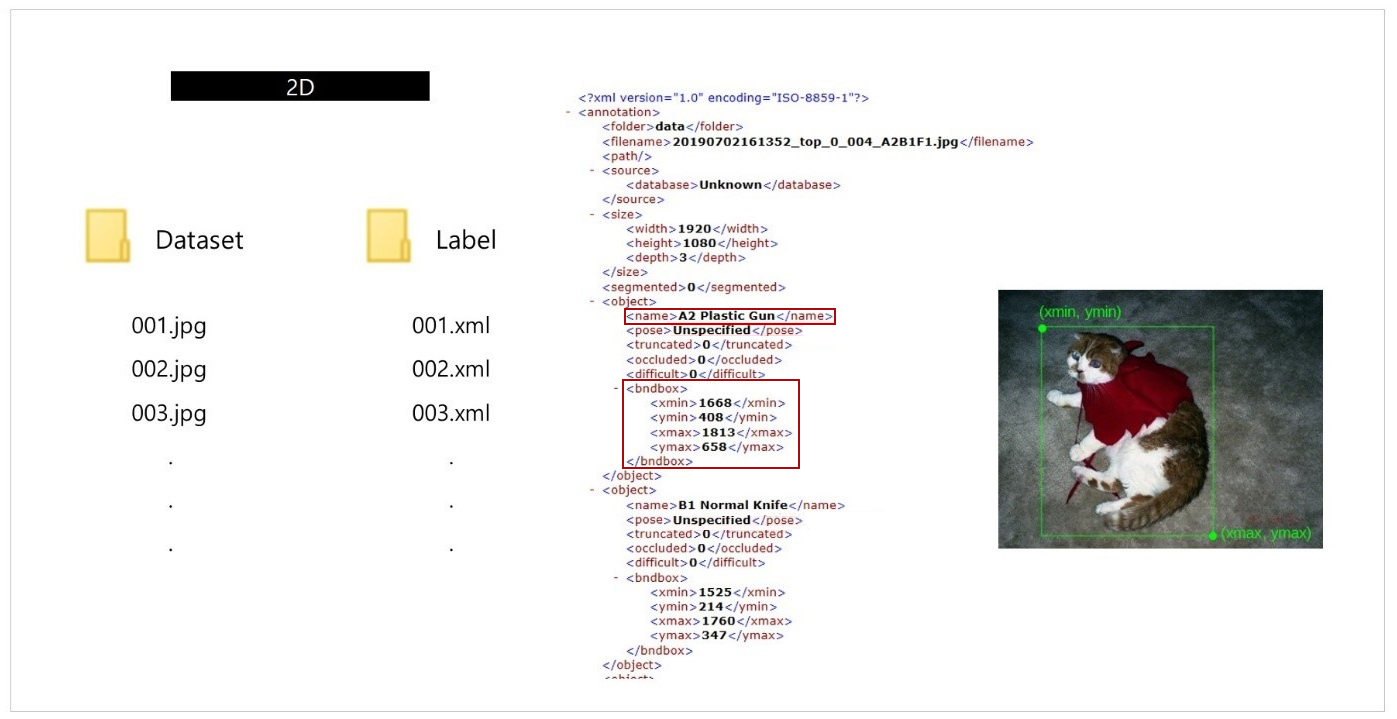 2D
Dataset
Label
001.jpg
001.xml
002.jpg
002.xml
003.jpg
003.xml
.
.
.
.
.
.
<?xml version="1.0" encoding="ISO-8859-1"?>
- <annotation>
<folder>data</folder>
<filename>20190702161352_top_0_004_A2B1F1.jpg</filename>
<path/>
- <source>
<database>Unknown</database>
</source>
- <size>
<width>1920</width>
<height>1080</height>
<depth>3</depth>
</size>
<segmented>0</segmented>
- <object>
<name>A2 Plastic Gun</name>
<pose>Unspecified</pose>
<truncated>0</truncated>
<occluded>0</occluded>
<difficult>0</difficult>
- <bndbox>
<xmin>1668</xmin>
<ymin>408</ymin>
<xmax>1813</xmax>
<ymax>658</ymax>
</bndbox>
</object>
- <object>
<name>B1 Normal Knife</name>
<pose>Unspecified</pose>
<truncated>0</truncated>
<occluded>0</occluded>
<difficult>0</difficult>
- <bndbox>
<xmin>1525</xmin>
<ymin>214</ymin>
<xmax>1760</xmax>
<ymax>347</ymax>
</bndbox>
</object>
(xmin, ymin)
(xmax, ymax)